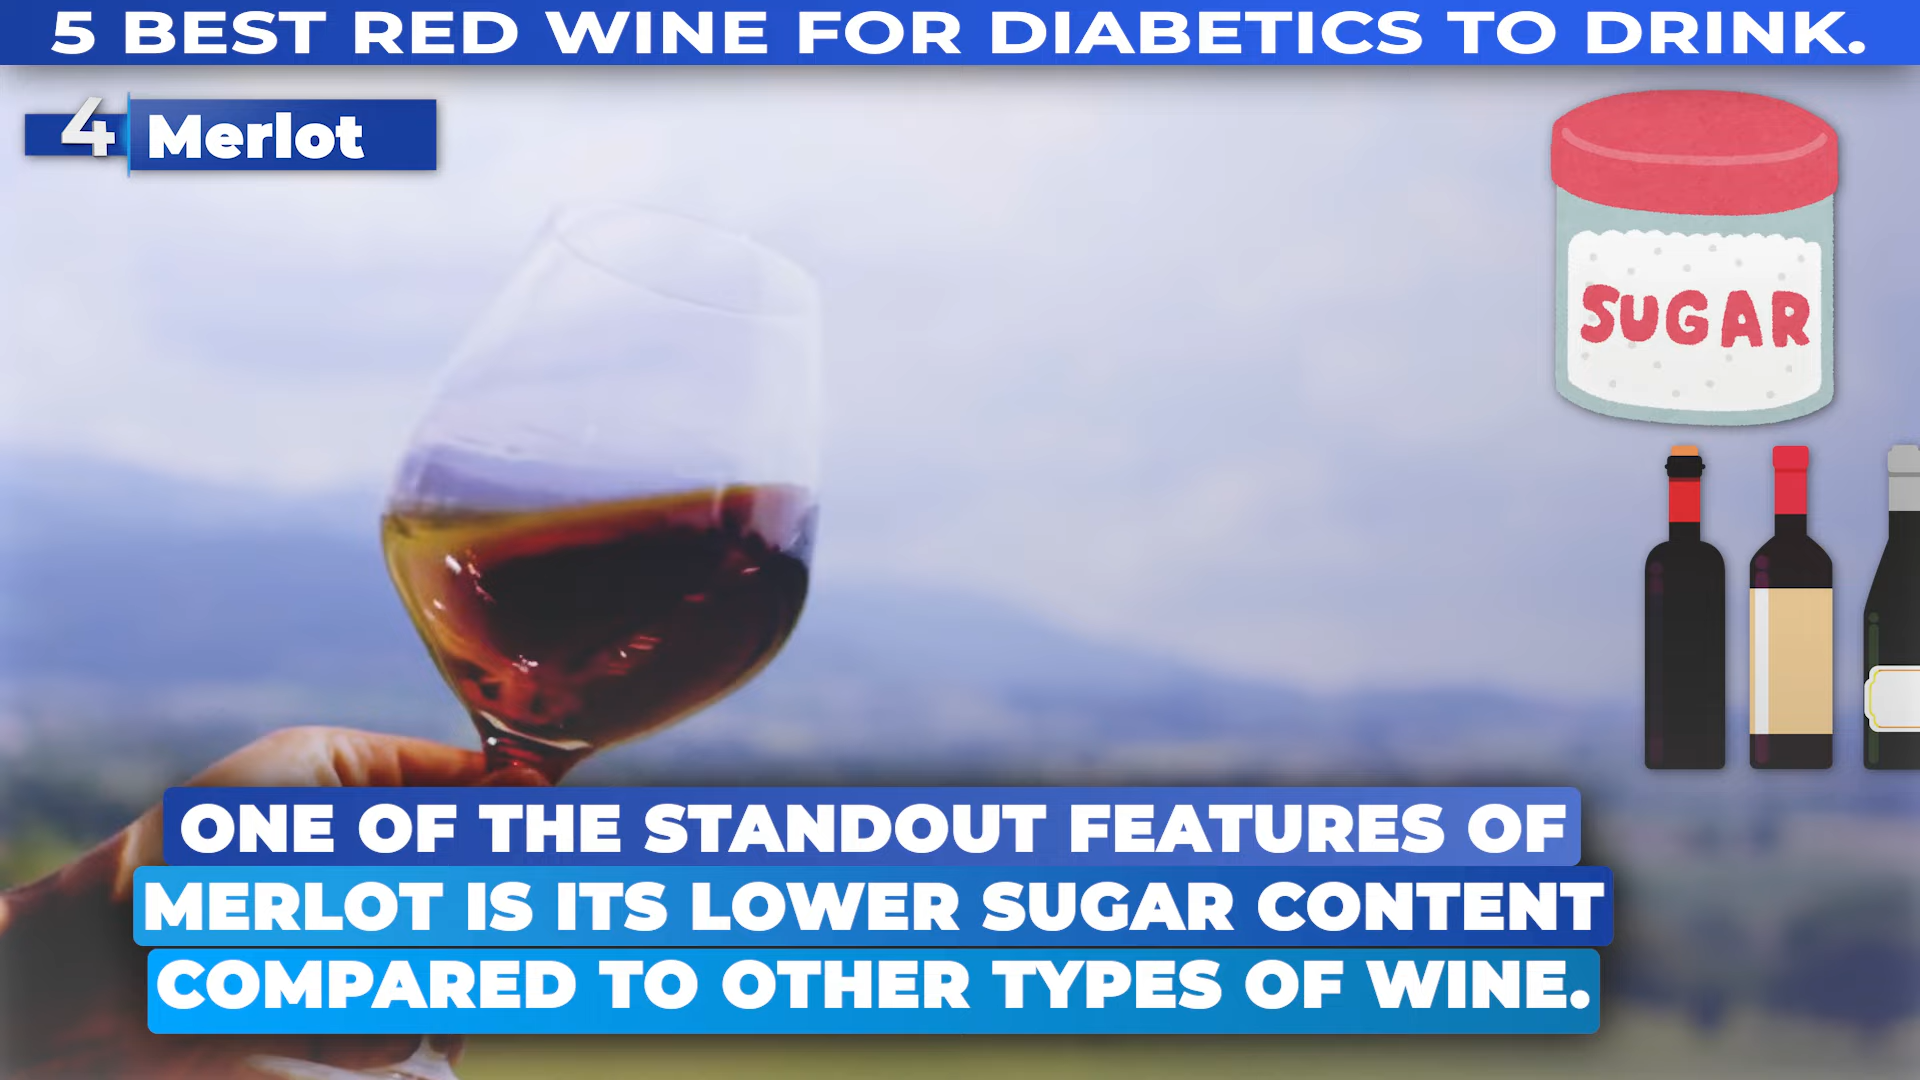 5 BEST RED WINE FOR DIABETICS TO DRINK.
4 Merlot
SUGAR
ONE OF THE STANDOUT FEATURES OF
MERLOT IS ITS LOWER SUGAR CONTENT
COMPARED TO OTHER TYPES OF WINE.